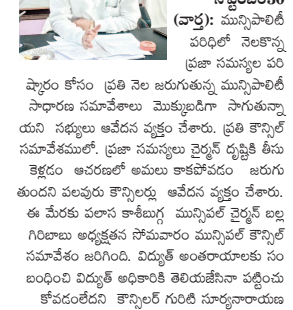 (వార్త): మున్సిపాలిటీ
పరిధిలో నెలకొన్న
ప్రజా సమస్యల పరి
ష్కారం కోసం ప్రతి నెల జరుగుతున్న మున్సిపాలిటీ
సాధారణ సమావేశాలు మొక్కుబడిగా సాగుతున్నా
యని సభ్యులు ఆవేదన వ్యక్తం చేశారు. ప్రతి కౌన్సిల్
సమావేశములో. ప్రజా సమస్యలు చైర్మన్ దృష్టికి తీసు
కెళ్లడం ఆచరణలో అమలు కాకపోవడం జరుగు
తుందని పలువురు కౌన్సిలర్లు ఆవేదన వ్యక్తం చేశారు.
ఈ మేరకు పలాస కాశీబుగ్గ మున్సిపల్ చైర్మన్ బల్ల
గిరిబాబు అధ్యక్షతన సోమవారం మున్సిపల్ కౌన్సిల్
సమావేశం జరిగింది. విద్యుత్ అంతరాయాలకు సం
బంధించి విద్యుత్ అధికారికి తెలియజేసినా పట్టించు
కోవడంలేదని కౌన్సిలర్ గురిటి సూర్యనారాయణ